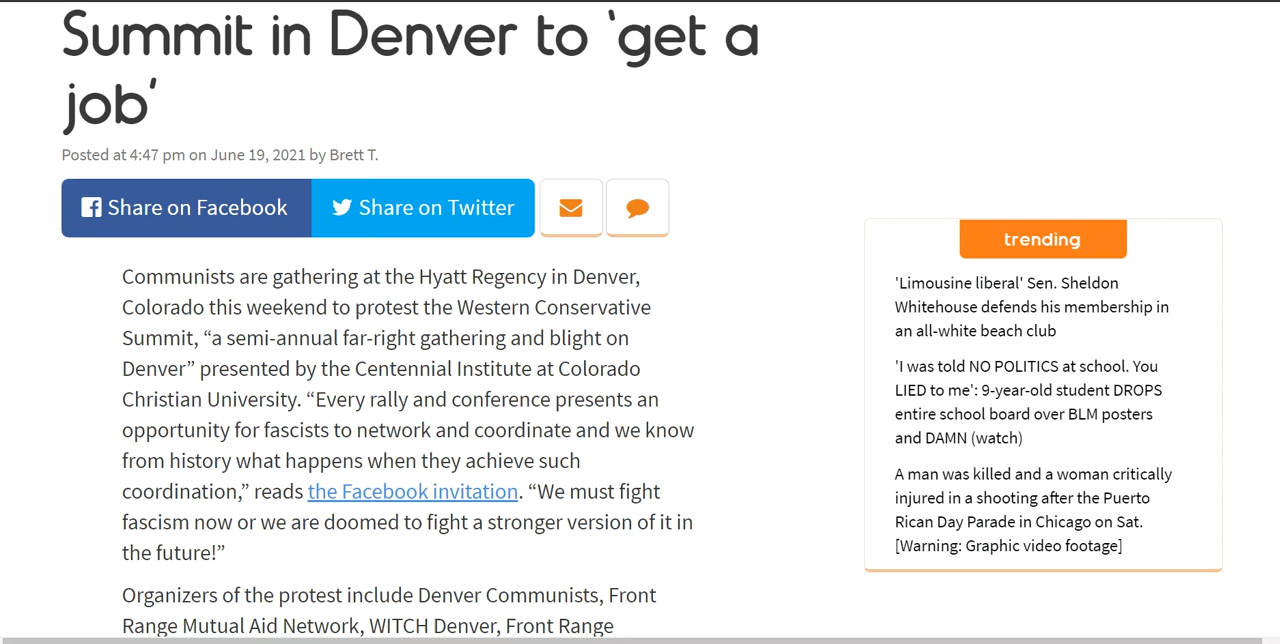 Summit in Denver to ‘get a
job’
Posted at 4:47 pm on June 19, 2021 by Brett T.
Share on Facebook
Share on Twitter
Communists are gathering at the Hyatt Regency in Denver,
Colorado this weekend to protest the Western Conservative
Summit, “a semi-annual far-right gathering and blight on
Denver” presented by the Centennial Institute at Colorado
Christian University. “Every rally and conference presents an
opportunity for fascists to network and coordinate and we know
from history what happens when they achieve such
coordination,” reads the Facebook invitation. “We must fight
fascism now or we are doomed to fight a stronger version of it in
the future!”
Organizers of the protest include Denver Communists, Front
Range Mutual Aid Network, WITCH Denver, Front Range
trending
'Limousine liberal' Sen. Sheldon
Whitehouse defends his membership in
an all-white beach club
'I was told NO POLITICS at school. You
LIED to me': 9-year-old student DROPS
entire school board over BLM posters
and DAMN (watch)
A man was killed and a woman critically
injured in a shooting after the Puerto
Rican Day Parade in Chicago on Sat.
[Warning: Graphic video footage]